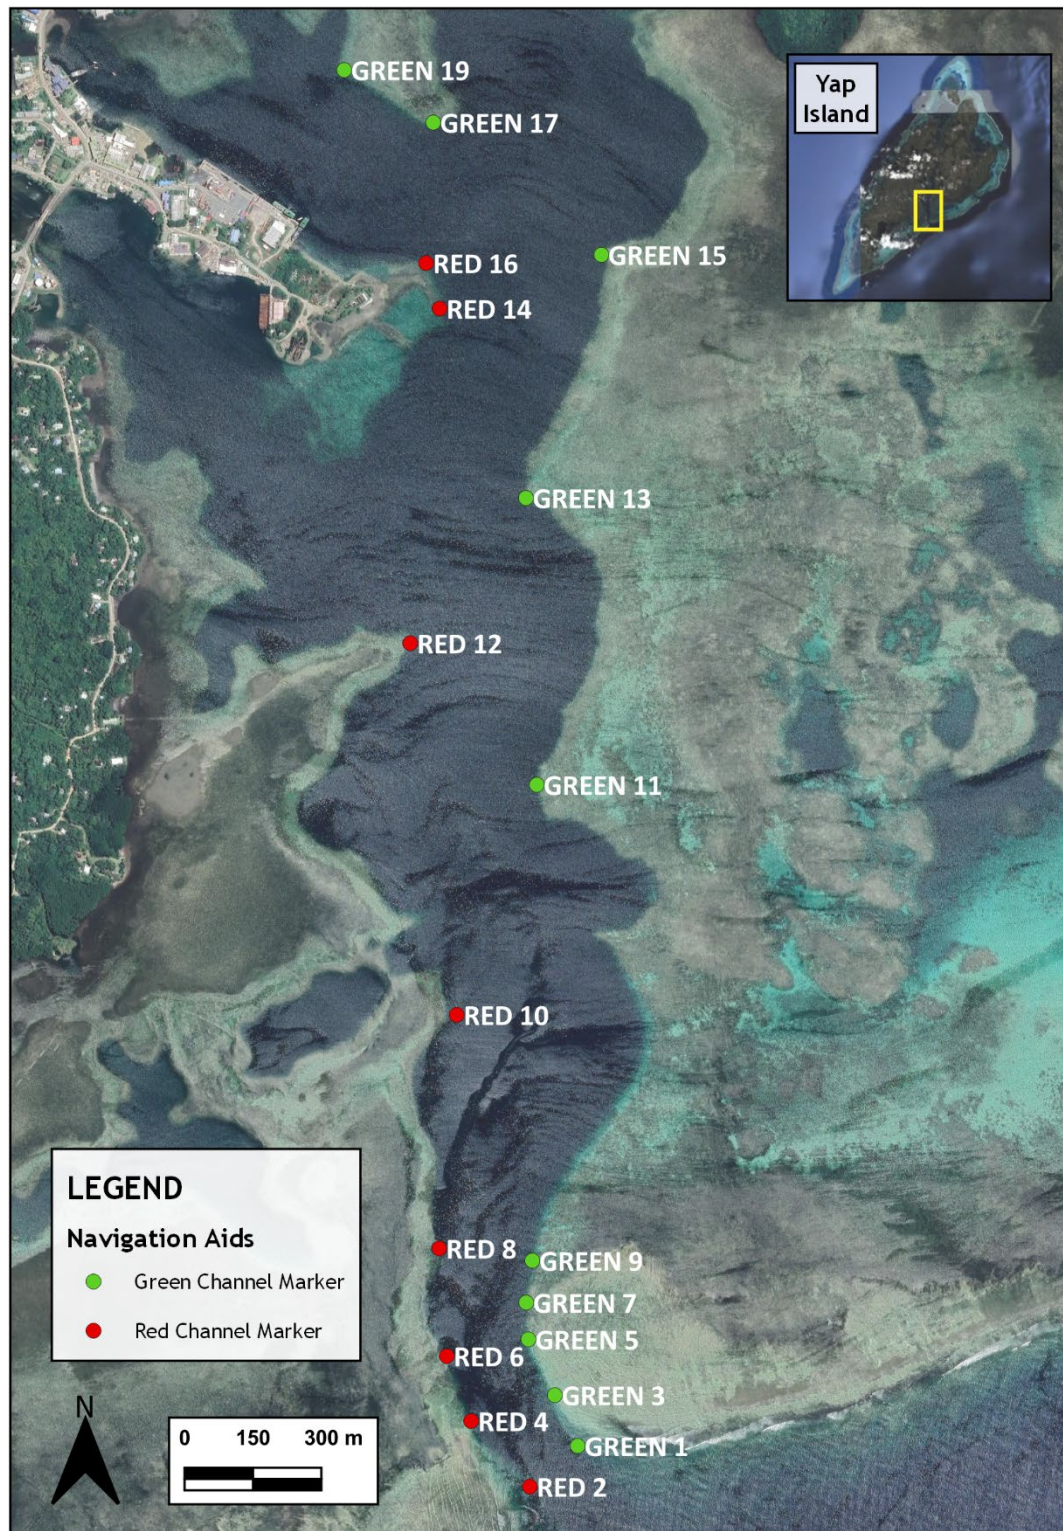 GREEN 19
GREEN 17
Yap
Island
GREEN 15
RED 16
RED 14
GREEN 13
RED 12
GREEN 11
RED 10
LEGEND
Navigation Aids
Green Channel Marker
Red Channel Marker
RED 8
GREEN 9
GREEN 7
GREEN 5
RED 6
GREEN 3
RED 4
GREEN 1
RED 2
N
0 150 300 m